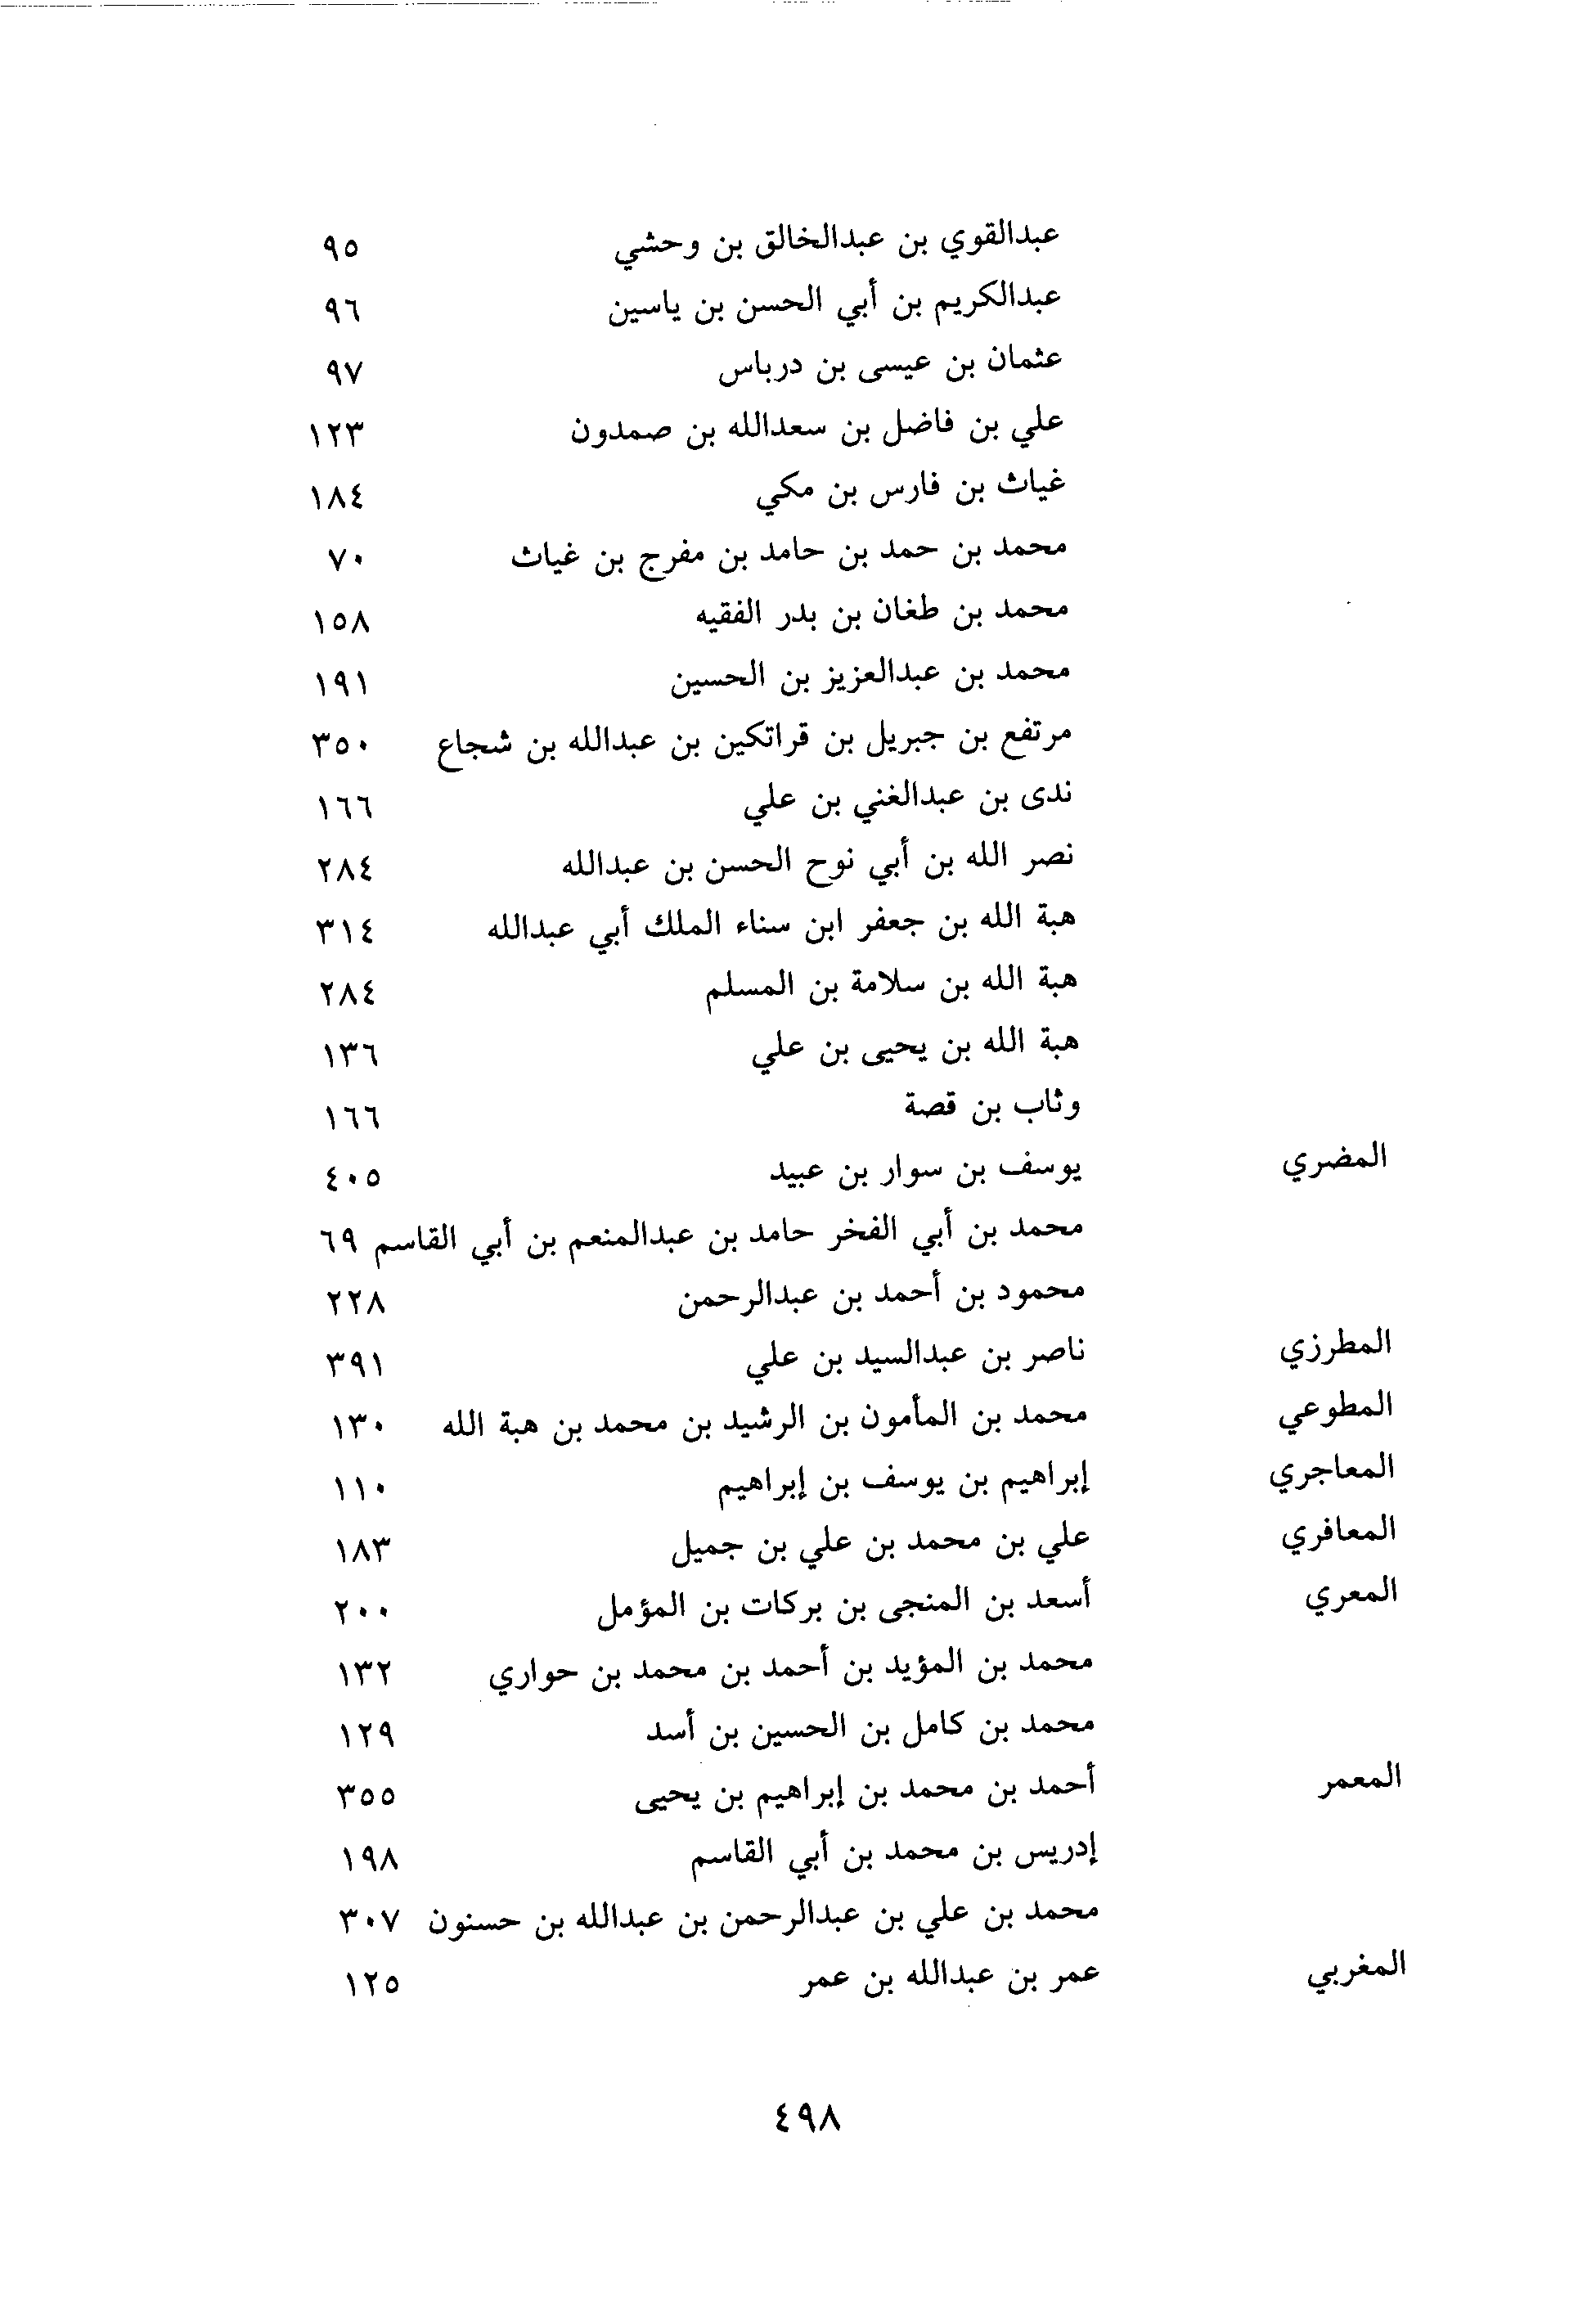 عبدالقوي بن عبدالخالق بن وحشي ٩٥
عبدالكريم بن أبي الحسن بن ياسين ٩٦
عثمان بن عيسى بن درباس ٩٧
علي بن فاضل بن سعدالله بن صمدون ١٢٣
غياث بن فارس بن مكي ١٨٤
محمد بن حمد بن حامد بن مفرج بن غياث ٧٠
محمد بن طغان بن بدر الفقيه ١٥٨
محمد بن عبدالعزيز بن الحسين ١٩١
مرتفع بن جبريل بن قراتكين بن عبدالله بن شجاع ٣٥٠
ندى بن عبدالغني بن علي ١٦٦
نصر الله بن أبي نوح الحسن بن عبدالله ٢٨٤
هبة الله بن جعفر ابن سناء الملك أبي عبدالله ٣١٤
هبة الله بن سلامة بن المسلم ٢٨٤
هبة الله بن يحيى بن علي ١٣٦
وثاب بن قصة ١٦٦
المضري يوسف بن سوار بن عبيد ٤٠٥
محمد بن أبي الفخر حامد بن عبدالمنعم بن أبي القاسم ٦٩
محمود بن أحمد بن عبدالرحمن ٢٢٨
المطرزي ناصر بن عبدالسيد بن علي ٣٩١
المطوعي محمد بن المأمون بن الرشيد بن محمد بن هبة الله ١٣٠
المعاجري إبراهيم بن يوسف بن إبراهيم ١١٠
المعافري علي بن محمد بن علي بن جميل ١٨٣
المعري أسعد بن المنجى بن بركات بن المؤمل ٢٠٠
محمد بن المؤيد بن أحمد بن محمد بن حواري ١٣٢
محمد بن كامل بن الحسين بن أسد ١٢٩
المعمر أحمد بن محمد بن إبراهيم بن يحيى ٣٥٥
إدريس بن محمد بن أبي القاسم ١٩٨
محمد بن علي بن عبدالرحمن بن عبدالله بن حسنون ٣٠٧
المغربي عمر بن عبدالله بن عمر ١٢٥
٤٩٨